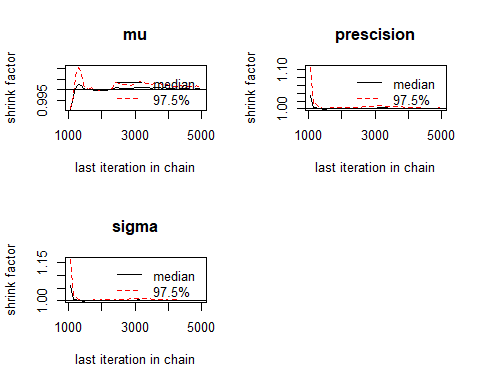 mu
shrink factor
0.995
median
97.5%
1000 3000 5000
last iteration in chain
prescision
shrink factor
1.00 1.10
median
97.5%
1000 3000 5000
last iteration in chain
sigma
shrink factor
1.00 1.15
median
97.5%
1000 3000 5000
last iteration in chain